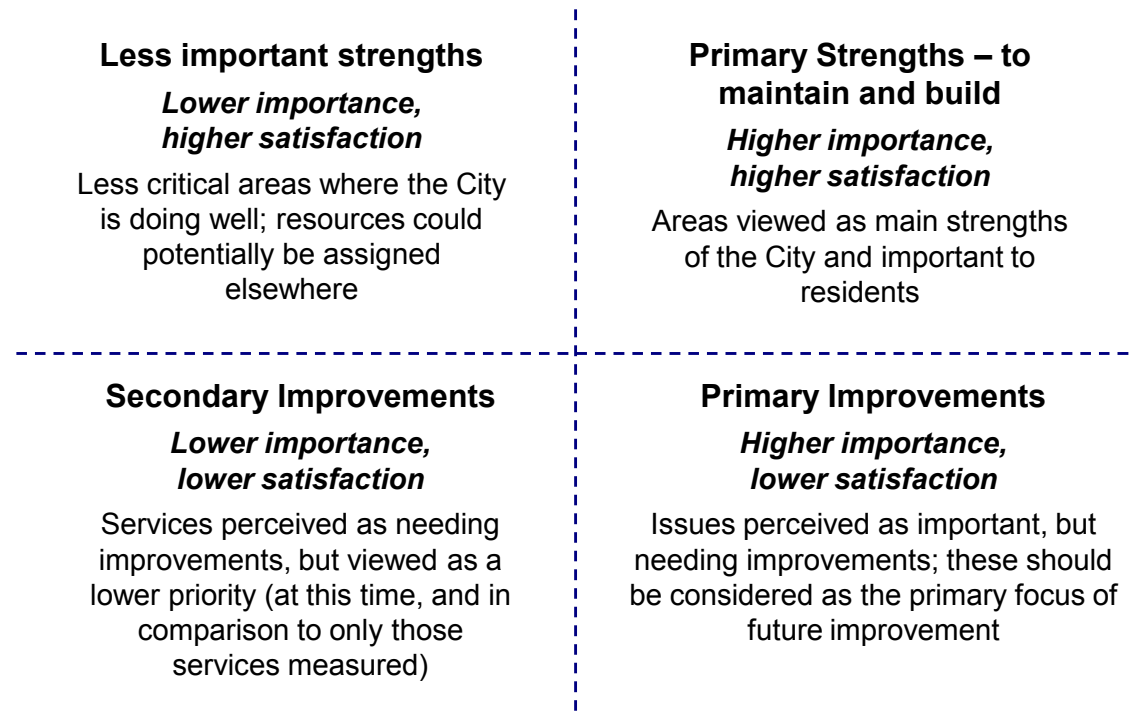 Less important strengths
Lower importance,
higher satisfaction
Less critical areas where the City
is doing well; resources could
potentially be assigned
elsewhere
Primary Strengths – to
maintain and build
Higher importance,
higher satisfaction
Areas viewed as main strengths
of the City and important to
residents
Secondary Improvements
Lower importance,
lower satisfaction
Services perceived as needing
improvements, but viewed as a
lower priority (at this time, and in
comparison to only those
services measured)
Primary Improvements
Higher importance,
lower satisfaction
Issues perceived as important, but
needing improvements; these should
be considered as the primary focus of
future improvement